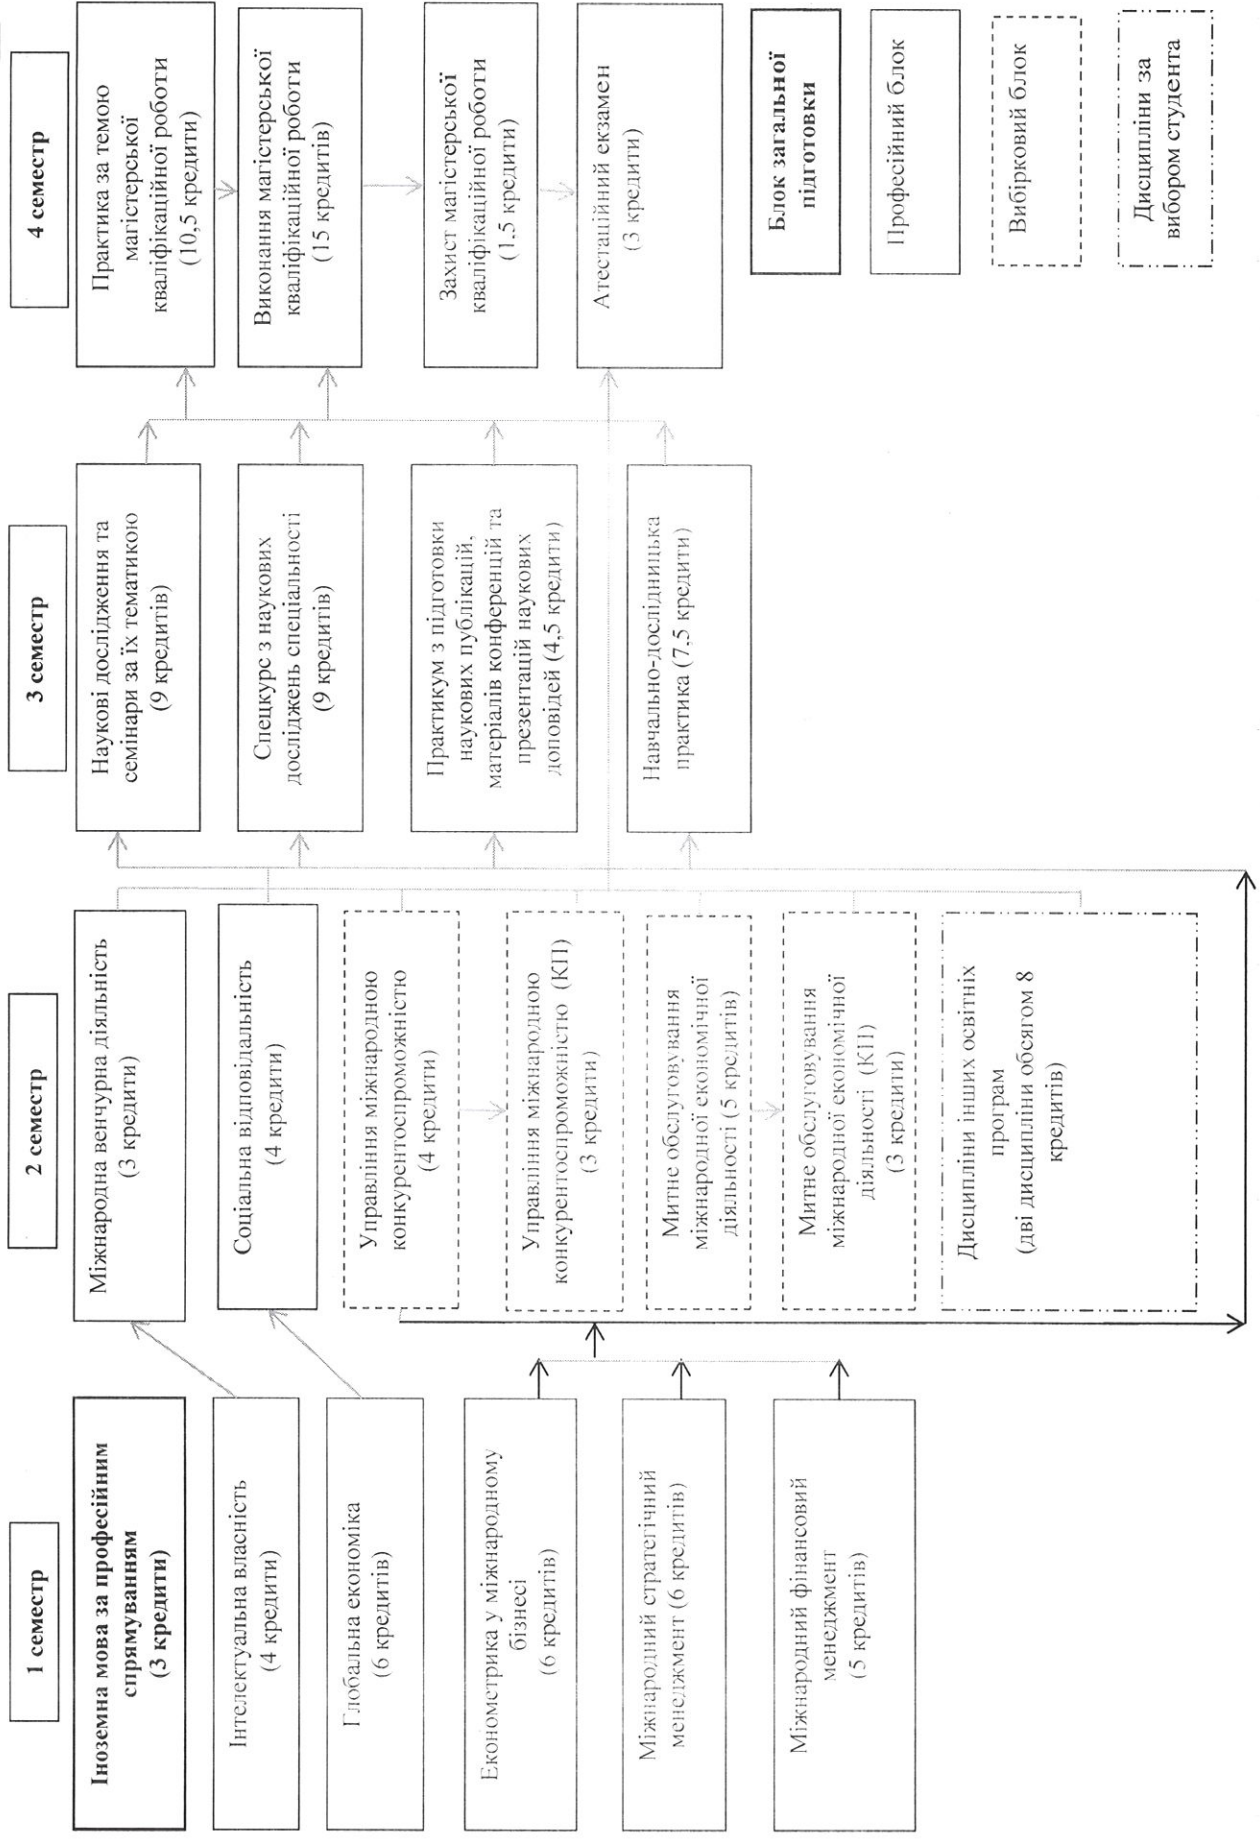 1 семестр
Іноземна мова за професійним
спрямуванням
(3 кредити)
Інтелектуальна власність
(4 кредити)
Глобальна економіка
(6 кредитів)
Економетрика у міжнародному
бізнесі
(6 кредитів)
Міжнародний стратегічний
менеджмент (6 кредитів)
Міжнародний фінансовий
менеджмент
(5 кредитів)
2 семестр
Міжнародна венчурна діяльність
(3 кредити)
Соціальна відповідальність
(4 кредити)
Управління міжнародною
конкурентоспроможністю
(4 кредити)
Управління міжнародною
конкурентоспроможністю (КП)
(3 кредити)
Митне обслуговування
міжнародної економічної
діяльності (5 кредитів)
Митне обслуговування
міжнародної економічної
діяльності (КП)
(3 кредити)
Дисципліни інших освітніх
програм
(дві дисципліни обсягом 8
кредитів)
3 семестр
Наукові дослідження та
семінари за їх тематикою
(9 кредитів)
Спецкурс з наукових
досліджень спеціальності
(9 кредитів)
Практикум з підготовки
наукових публікацій,
матеріалів конференцій та
презентацій наукових
доповідей (4,5 кредити)
Навчально-дослідницька
практика (7,5 кредити)
4 семестр
Практика за темою
магістерської
кваліфікаційної роботи
(10,5 кредити)
Виконання магістерської
кваліфікаційної роботи
(15 кредитів)
Захист магістерської
кваліфікаційної роботи
(1.5 кредити)
Атестаційний екзамен
(3 кредити)
Блок загальної
підготовки
Професійний блок
Вибірковий блок
Дисципліни за
вибором студента